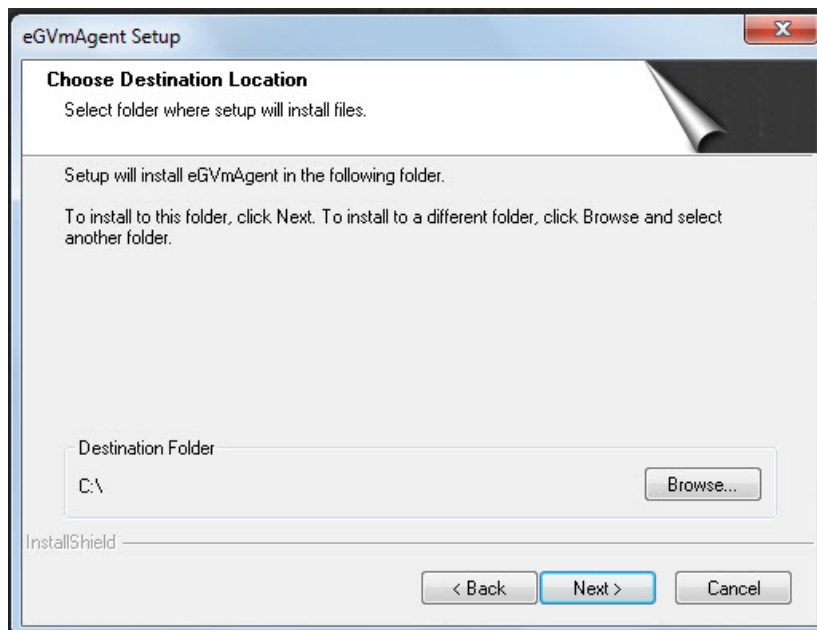 eGVmAgent Setup
Choose Destination Location
Select folder where setup will install files.
Setup will install eGVmAgent in the following folder.
To install to this folder, click Next. To install to a different folder, click Browse and select
another folder.
Destination Folder
C:\
Browse...
InstallShield
< Back
Next >
Cancel